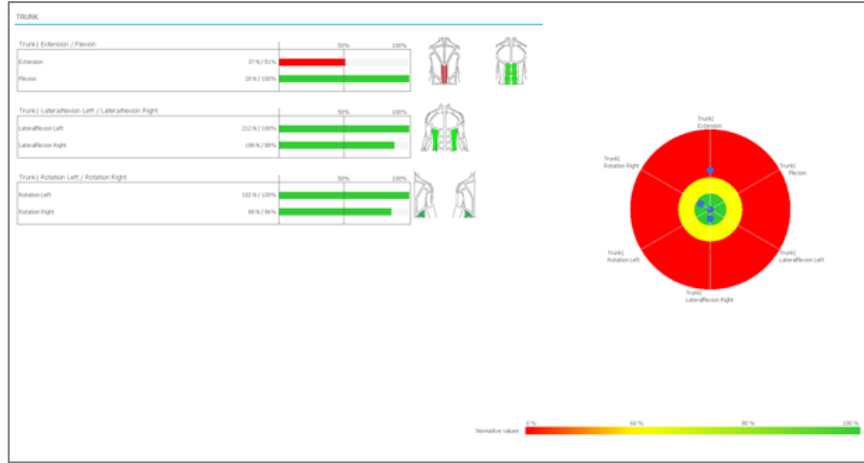 TRUNK
Trunk| Extension / Flexion
50%
100%
Extension
37 N / 51%
Flexion
/ 100%
Trunk| Lateralflexion Left / Lateralflexion Right
50%
100%
Lateralflexion Left
212 N / 100%
Lateralflexion Right
/ 88%
Trunk| Rotation Left / Rotation Right
50%
100%
Rotation Left
102 N / 100%
Rotation Right
88 N / 86%
Trunk|
Extension
Trunk|
Rotation Right
Trunk|
Flexion
Trunk|
Rotation Left
Trunk|
Lateralflexion Left
Trunk|
Lateralflexion Right
Normative values
0 %
60 %
80 %
100 %